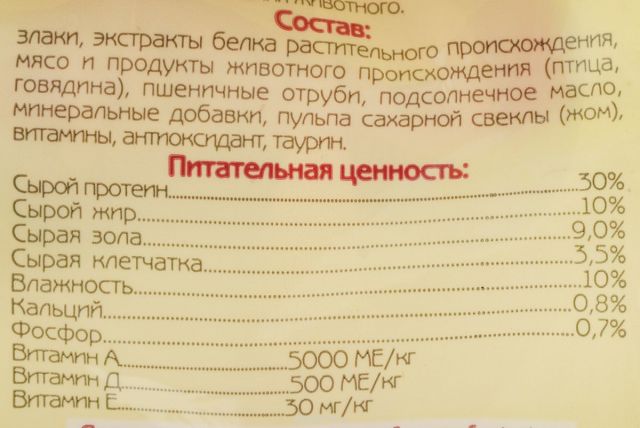 животного.
Состав:
злаки, экстракты белка растительного происхождения,
мясо и продукты животного происхождения (птица,
говядина), пшеничные отруби, подсолнечное масло,
минеральные добавки, пульпа сахарной свеклы (жом),
витамины, антиоксидант, таурин.
Питательная ценность:
Сырой протеин 30%
Сырой жир 10%
Сырая зола 9,0%
Сырая клетчатка 3,5%
Влажность 10%
Кальций 0,8%
Фосфор 0,7%
Витамин А 5000 МЕ/кг
Витамин Д 500 МЕ/кг
Витамин Е 30 мг/кг